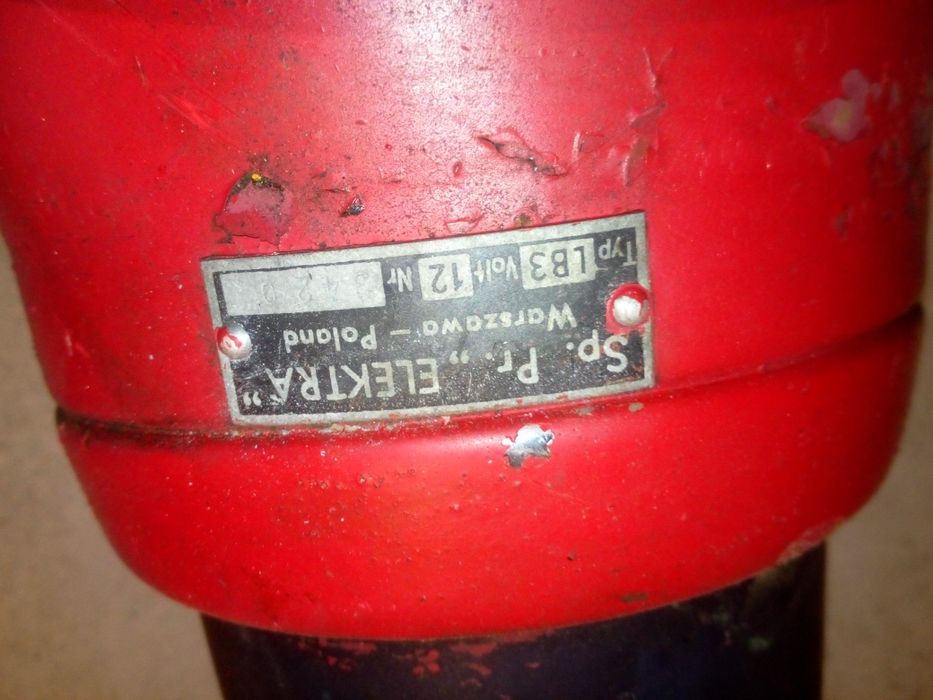 Sp. Pr. „ELEKTRA”
Warszawa — Poland
Typ LB3 Volt 12 Nr